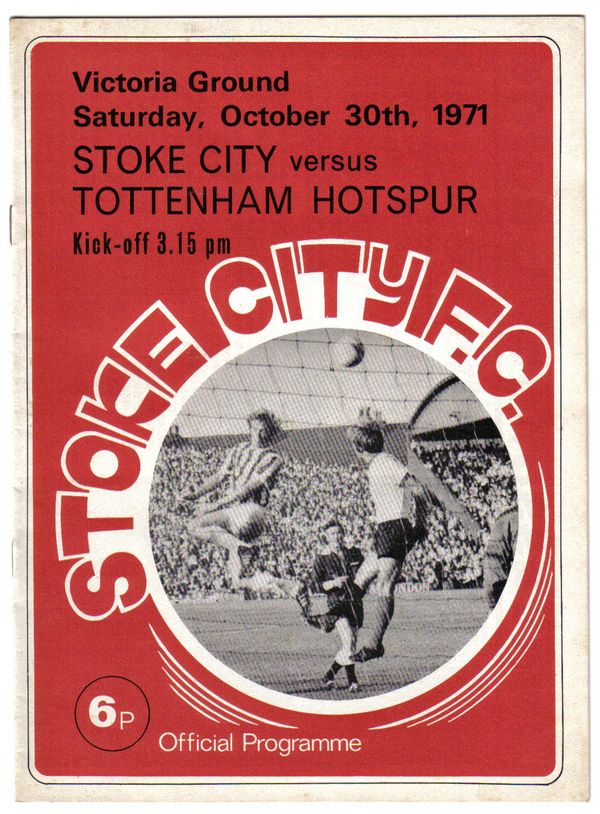 Victoria Ground
Saturday, October 30th, 1971
STOKE CITY versus
TOTTENHAM HOTSPUR
Kick-off 3.15 pm
STOKE CITY F.C.
6P
Official Programme